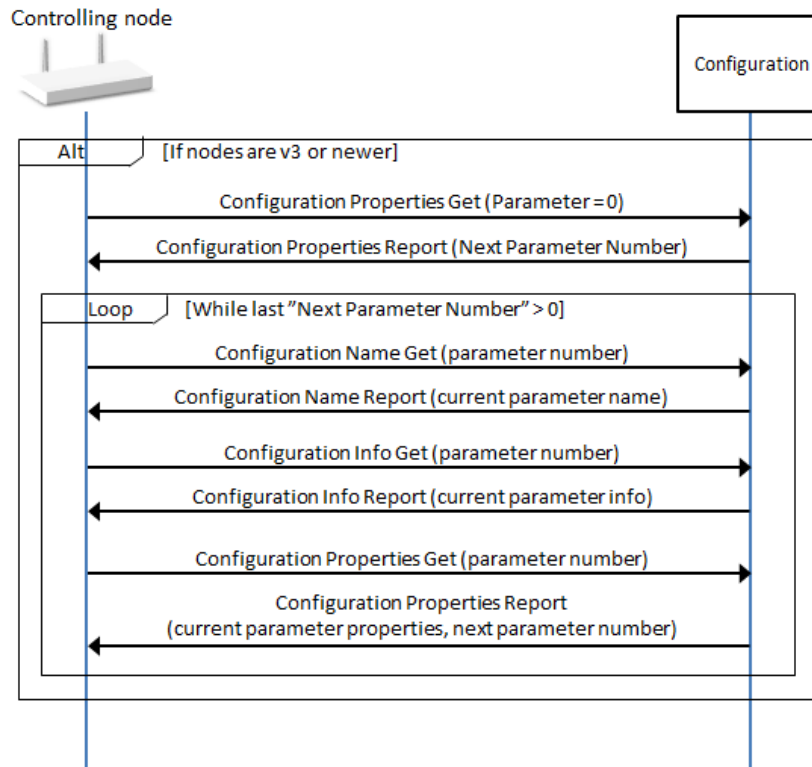 Controlling node
Configuration
Alt [If nodes are v3 or newer]
Configuration Properties Get (Parameter = 0)
Configuration Properties Report (Next Parameter Number)
Loop [While last ”Next Parameter Number” > 0]
Configuration Name Get (parameter number)
Configuration Name Report (current parameter name)
Configuration Info Get (parameter number)
Configuration Info Report (current parameter info)
Configuration Properties Get (parameter number)
Configuration Properties Report
(current parameter properties, next parameter number)